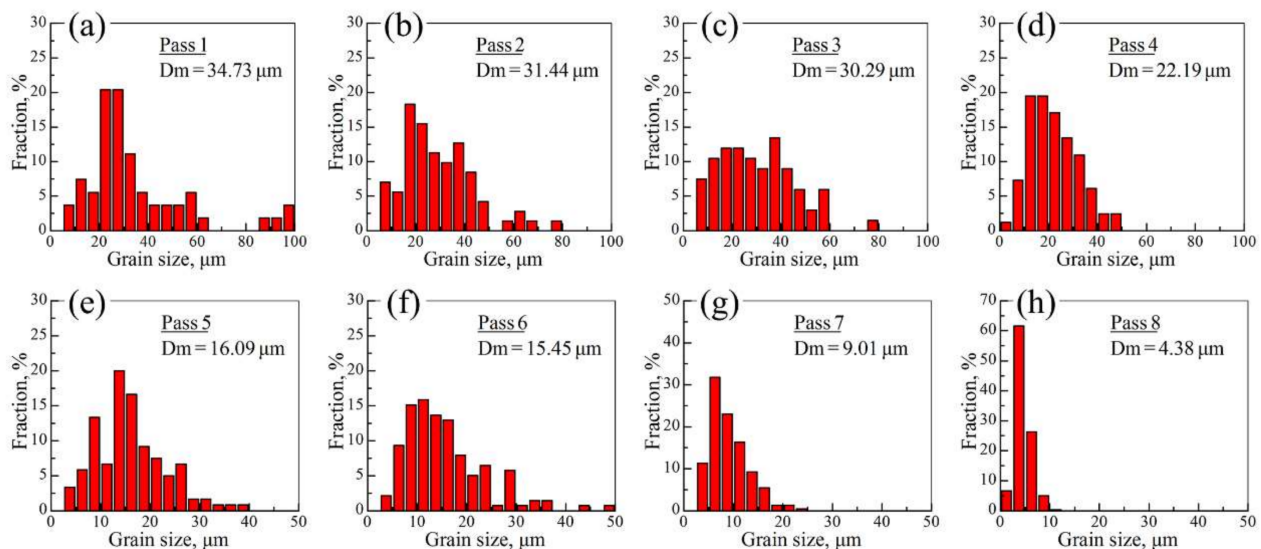 (a)
Pass 1
Dm = 34.73 μm
Fraction, %
30
25
20
15
10
5
0
0 20 40 60 80 100
Grain size, μm
(b)
Pass 2
Dm = 31.44 μm
Fraction, %
30
25
20
15
10
5
0
0 20 40 60 80 100
Grain size, μm
(c)
Pass 3
Dm = 30.29 μm
Fraction, %
30
25
20
15
10
5
0
0 20 40 60 80 100
Grain size, μm
(d)
Pass 4
Dm = 22.19 μm
Fraction, %
30
25
20
15
10
5
0
0 20 40 60 80 100
Grain size, μm
(e)
Pass 5
Dm = 16.09 μm
Fraction, %
30
25
20
15
10
5
0
0 10 20 30 40 50
Grain size, μm
(f)
Pass 6
Dm = 15.45 μm
Fraction, %
30
25
20
15
10
5
0
0 10 20 30 40 50
Grain size, μm
(g)
Pass 7
Dm = 9.01 μm
Fraction, %
50
40
30
20
10
0
0 10 20 30 40 50
Grain size, μm
(h)
Pass 8
Dm = 4.38 μm
Fraction, %
70
60
50
40
30
20
10
0
0 10 20 30 40 50
Grain size, μm